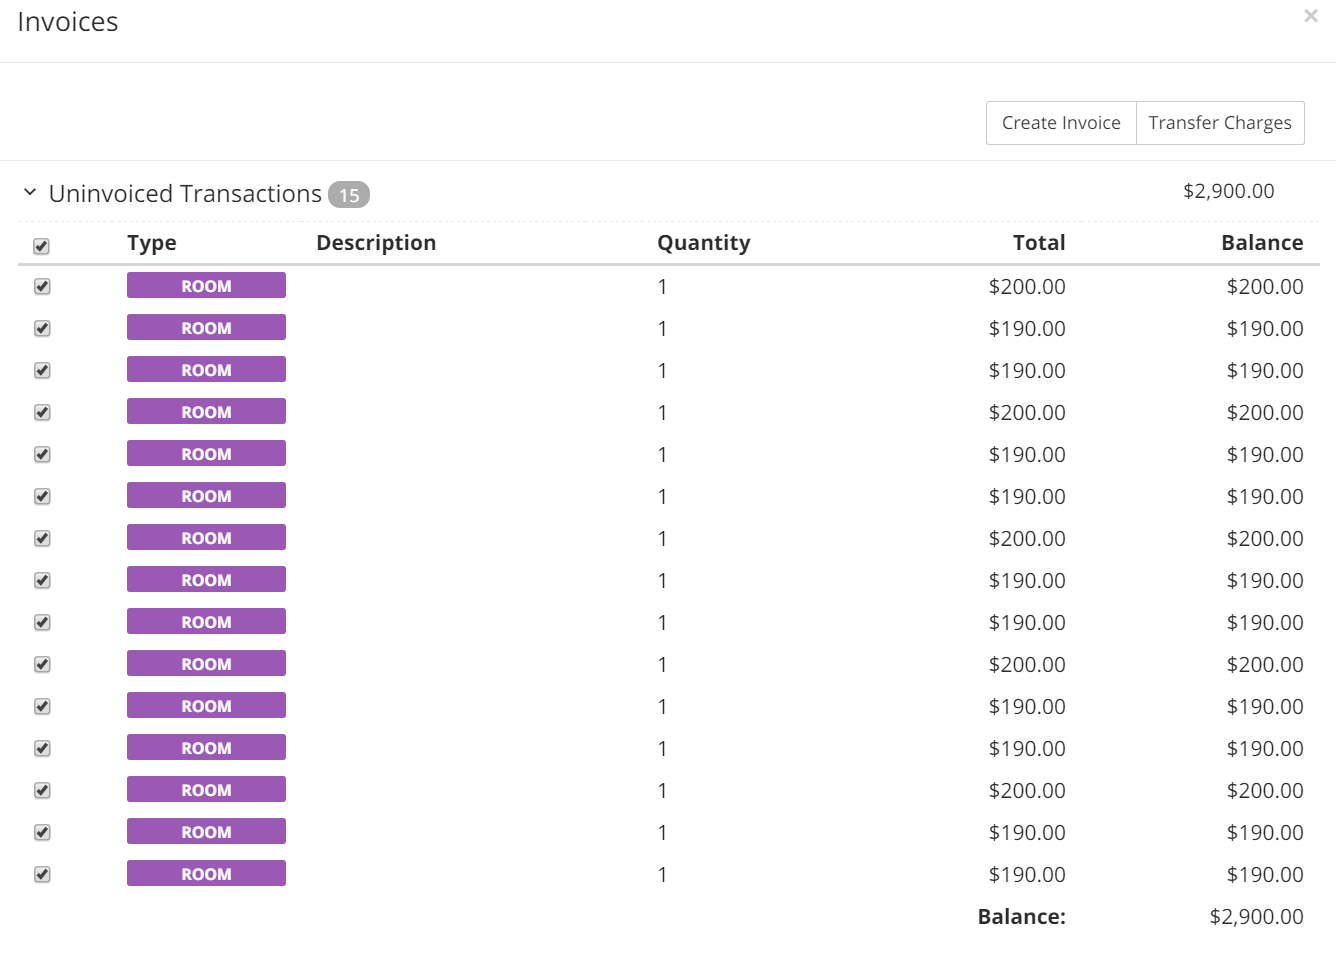 Invoices ×
Create Invoice Transfer Charges
Uninvoiced Transactions 15 $2,900.00
Type Description Quantity Total Balance
ROOM 1 $200.00 $200.00
ROOM 1 $190.00 $190.00
ROOM 1 $190.00 $190.00
ROOM 1 $200.00 $200.00
ROOM 1 $190.00 $190.00
ROOM 1 $190.00 $190.00
ROOM 1 $200.00 $200.00
ROOM 1 $190.00 $190.00
ROOM 1 $190.00 $190.00
ROOM 1 $200.00 $200.00
ROOM 1 $190.00 $190.00
ROOM 1 $190.00 $190.00
ROOM 1 $200.00 $200.00
ROOM 1 $190.00 $190.00
ROOM 1 $190.00 $190.00
Balance: $2,900.00